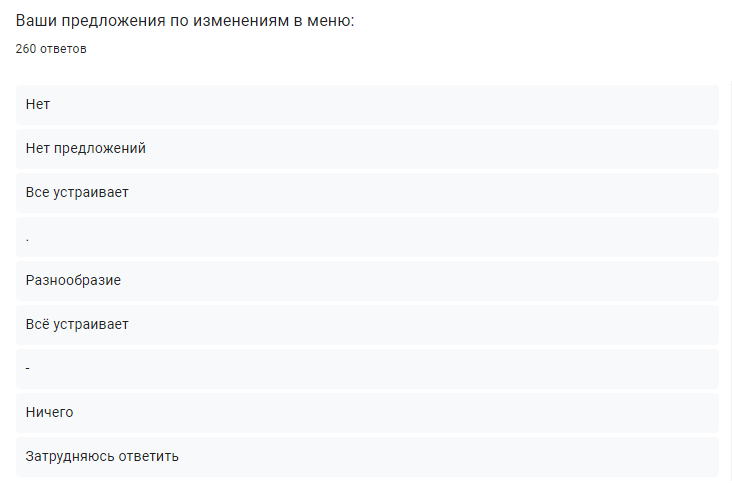 Ваши предложения по изменениям в меню:
260 ответов
Нет
Нет предложений
Все устраивает
.
Разнообразие
Всё устраивает
-
Ничего
Затрудняюсь ответить